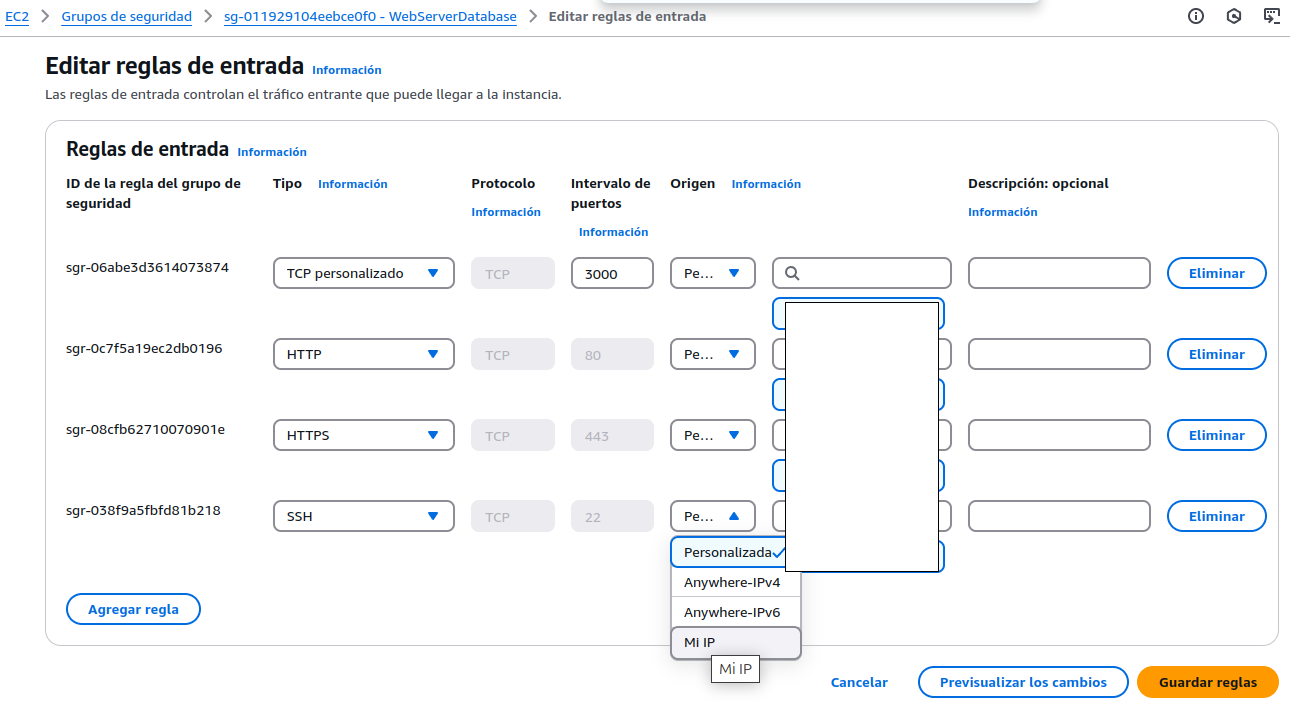 EC2 > Grupos de seguridad > sg-011929104eebce0f0 - WebServerDatabase > Editar reglas de entrada
Editar reglas de entrada Información
Las reglas de entrada controlan el tráfico entrante que puede llegar a la instancia.
Reglas de entrada Información
ID de la regla del grupo de seguridad
Tipo Información
Protocolo Información
Intervalo de puertos Información
Origen Información
Descripción: opcional Información
sgr-06abe3d3614073874 TCP personalizado TCP 3000 Pe... Eliminar
sgr-0c7f5a19ec2db0196 HTTP TCP 80 Pe... Eliminar
sgr-08cfb62710070901e HTTPS TCP 443 Pe... Eliminar
sgr-038f9a5fbfd81b218 SSH TCP 22 Pe... Eliminar
Personalizada
Anywhere-IPv4
Anywhere-IPv6
Mi IP
Mi IP
Agregar regla
Cancelar Previsualizar los cambios Guardar reglas